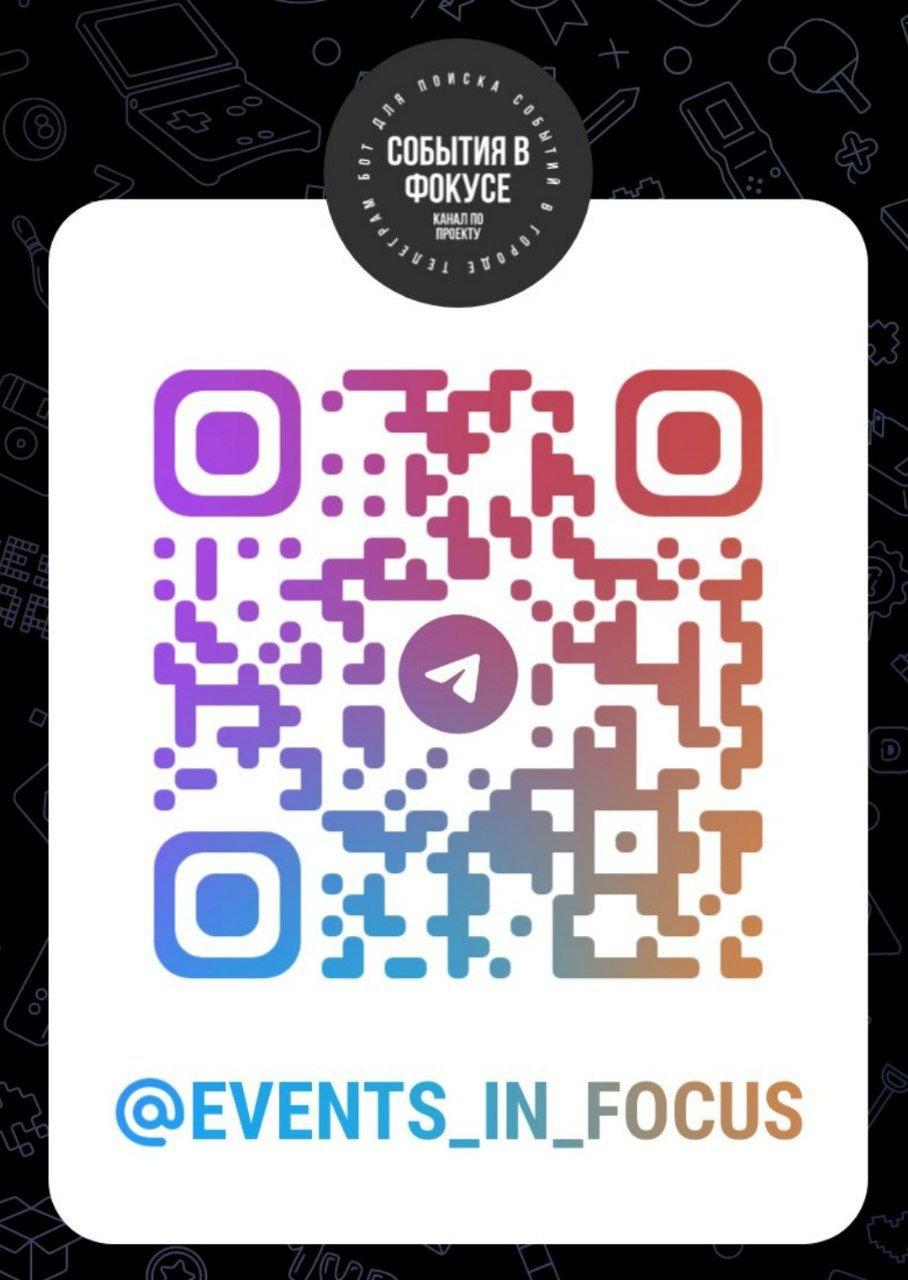 ТЕЛЕГРАМ БОТ ДЛЯ ПОИСКА СОБЫТИЙ В ГОРОДЕ
СОБЫТИЯ В
ФОКУСЕ
КАНАЛ ПО
ПРОЕКТУ
@EVENTS_IN_FOCUS